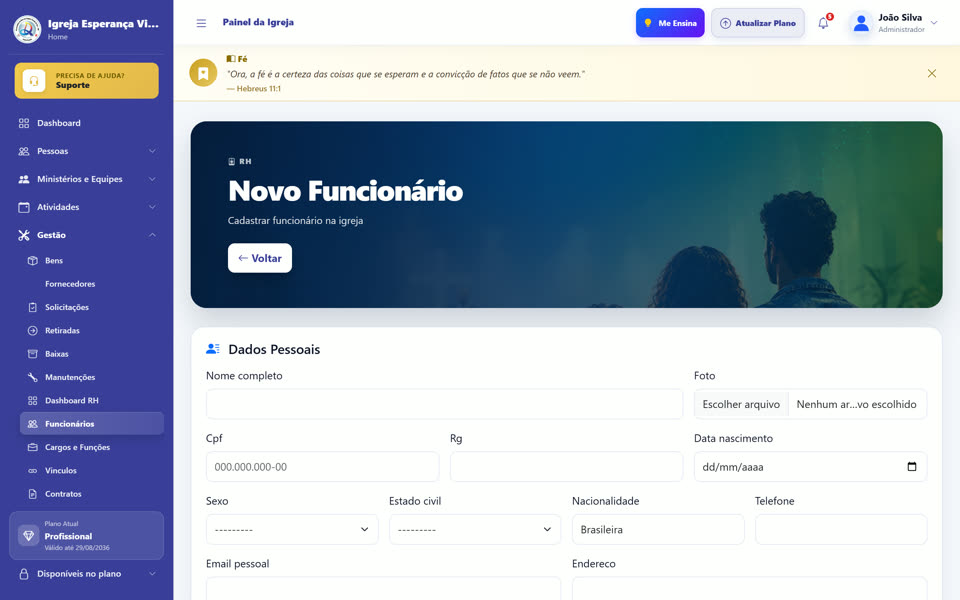 Igreja Esperança Vi...
Home
PRECISA DE AJUDA?
Suporte
Dashboard
Pessoas
Ministérios e Equipes
Atividades
Gestão
Bens
Fornecedores
Solicitações
Retiradas
Baixas
Manutenções
Dashboard RH
Funcionários
Cargos e Funções
Vínculos
Contratos
Plano Atual
Profissional
Válido até 29/08/2036
Disponíveis no plano
Painel da Igreja
Me Ensina
Atualizar Plano
João Silva
Administrador
Fé
"Ora, a fé é a certeza das coisas que se esperam e a convicção de fatos que se não veem."
— Hebreus 11:1
RH
Novo Funcionário
Cadastrar funcionário na igreja
← Voltar
Dados Pessoais
Nome completo
Foto
Escolher arquivo Nenhum ar...vo escolhido
Cpf
Rg
Data nascimento
000.000.000-00
dd/mm/aaaa
Sexo
Estado civil
Nacionalidade
Telefone
---------
---------
Brasileira
Email pessoal
Endereco